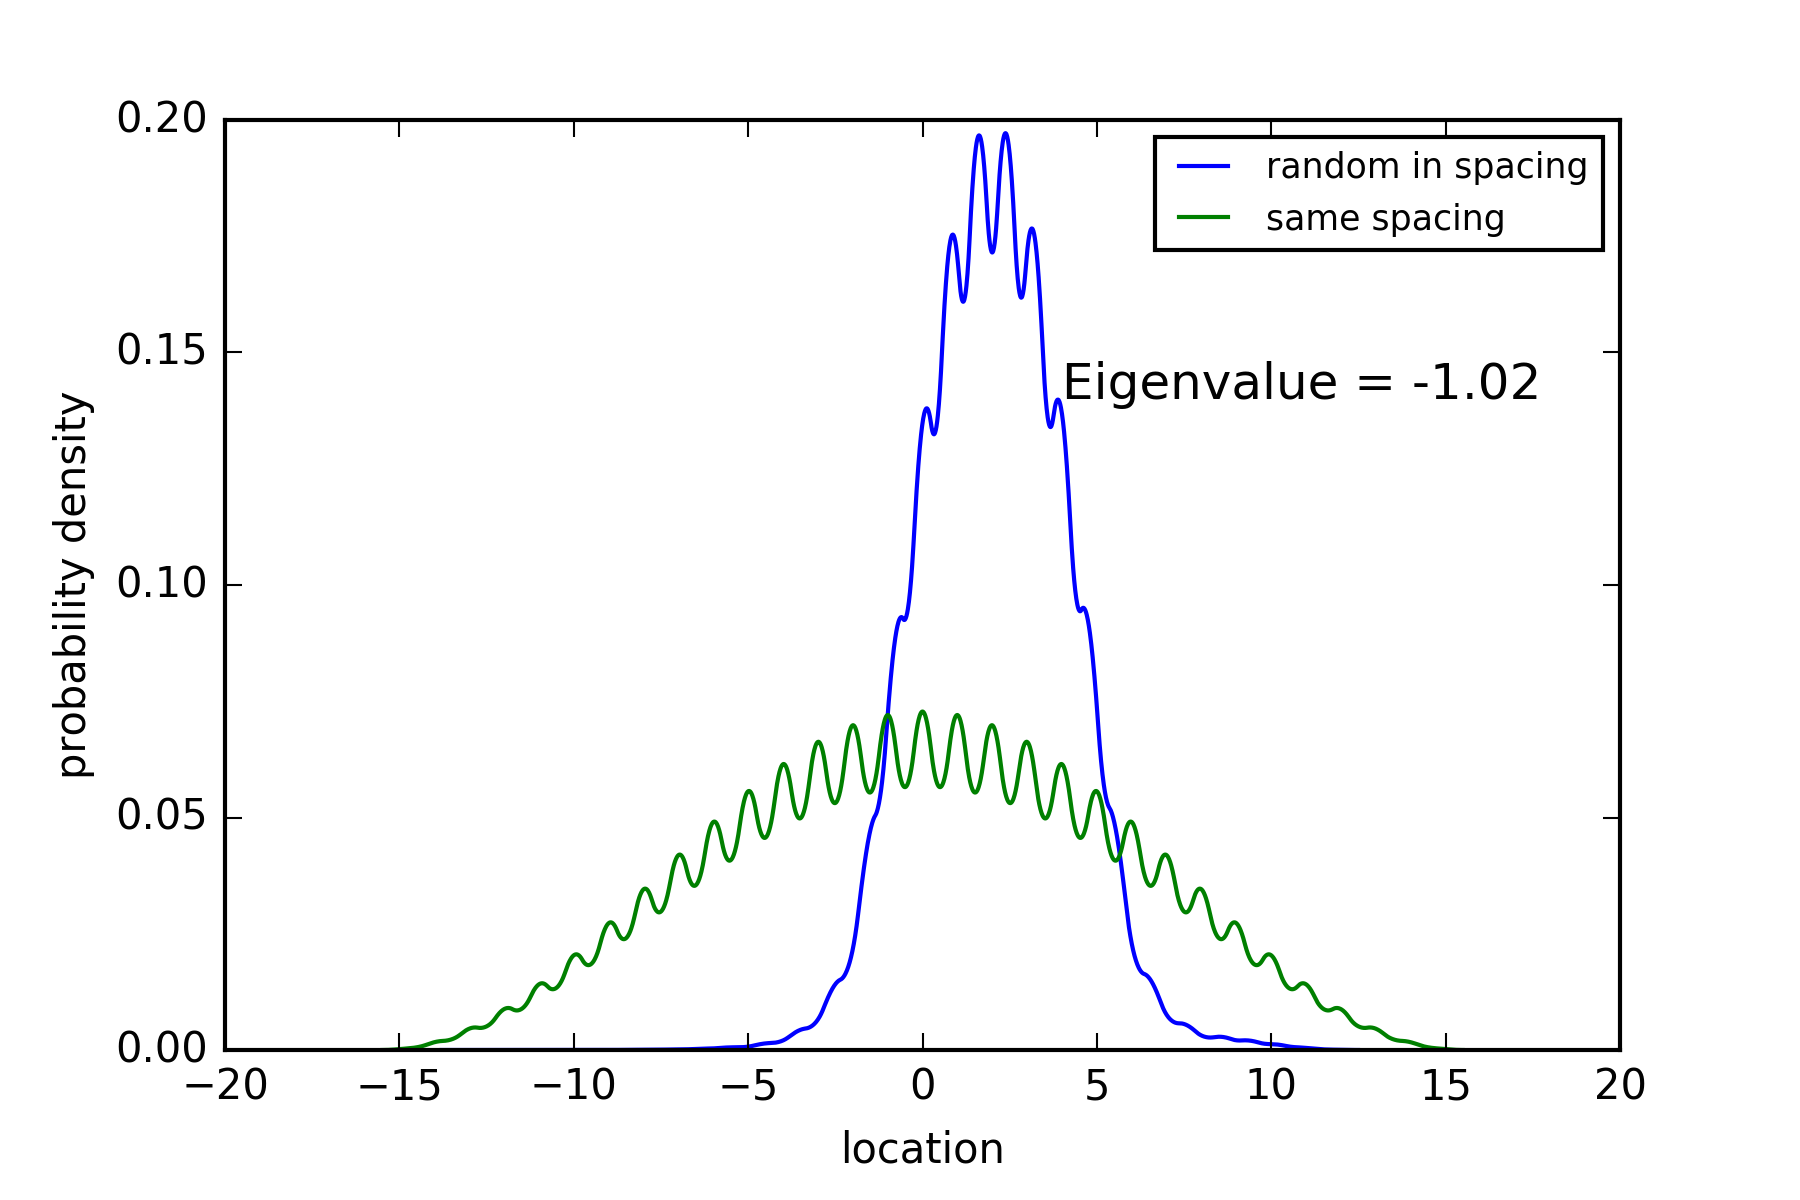 0.20
0.15
0.10
0.05
0.00
probability density
random in spacing
same spacing
Eigenvalue = -1.02
−20 −15 −10 −5 0 5 10 15 20
location